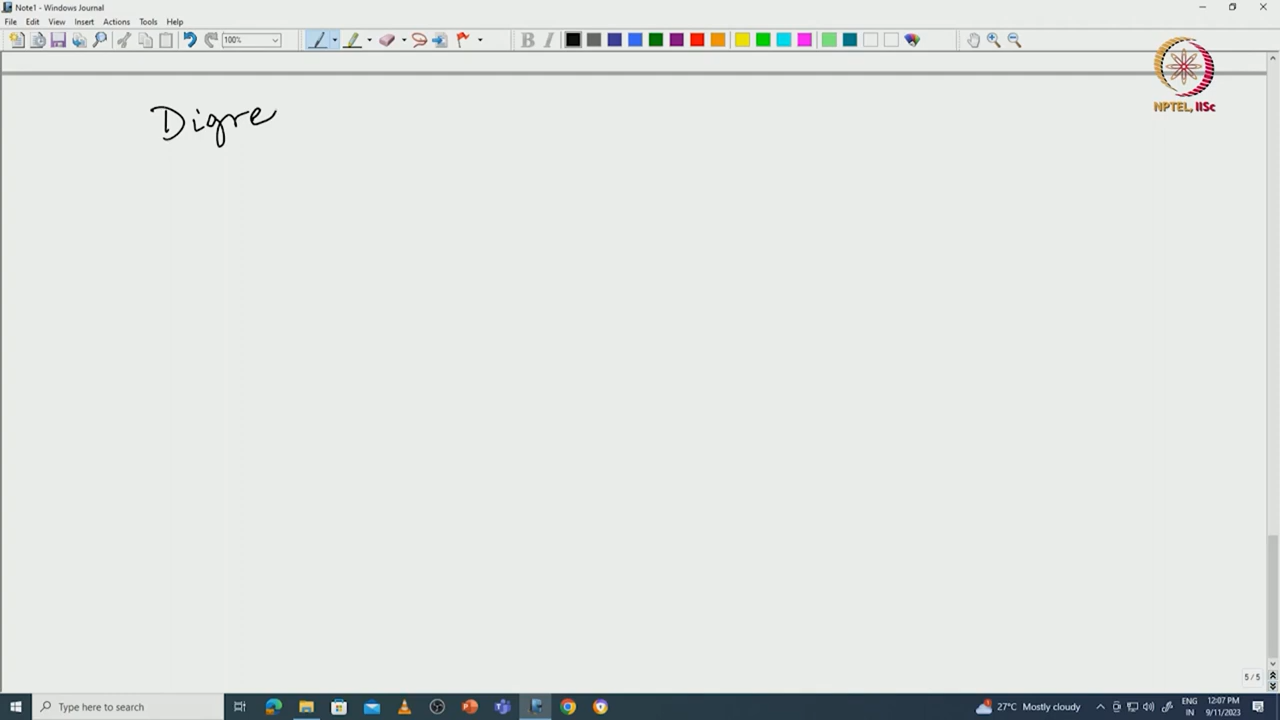 Note1 - Windows Journal
File Edit View Insert Actions Tools Help
100%
B I
NPTEL, IISc
Digre
5 / 5
Type here to search
27°C Mostly cloudy
ENG
IN
12:07 PM
9/11/2023